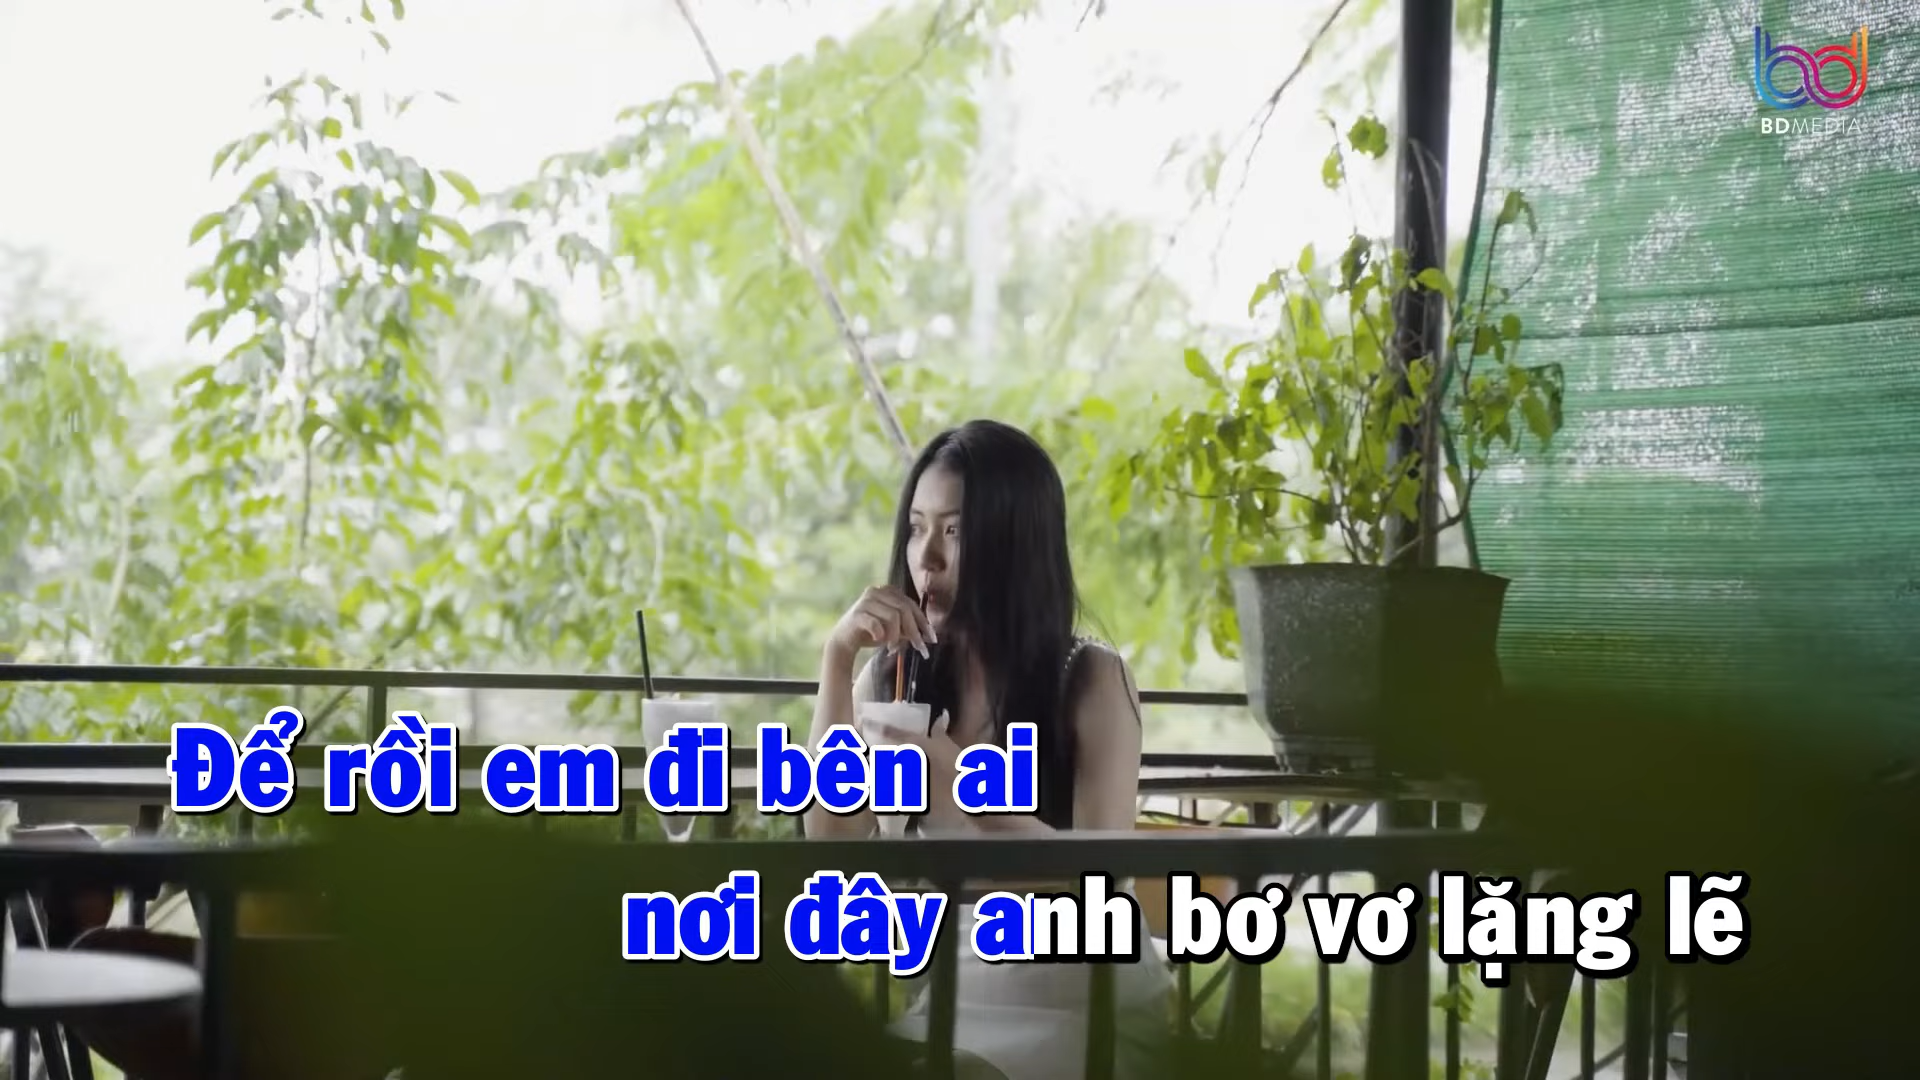 BDMEDIA
Để rồi em đi bên ai
nơi đây anh bơ vơ lặng lẽ